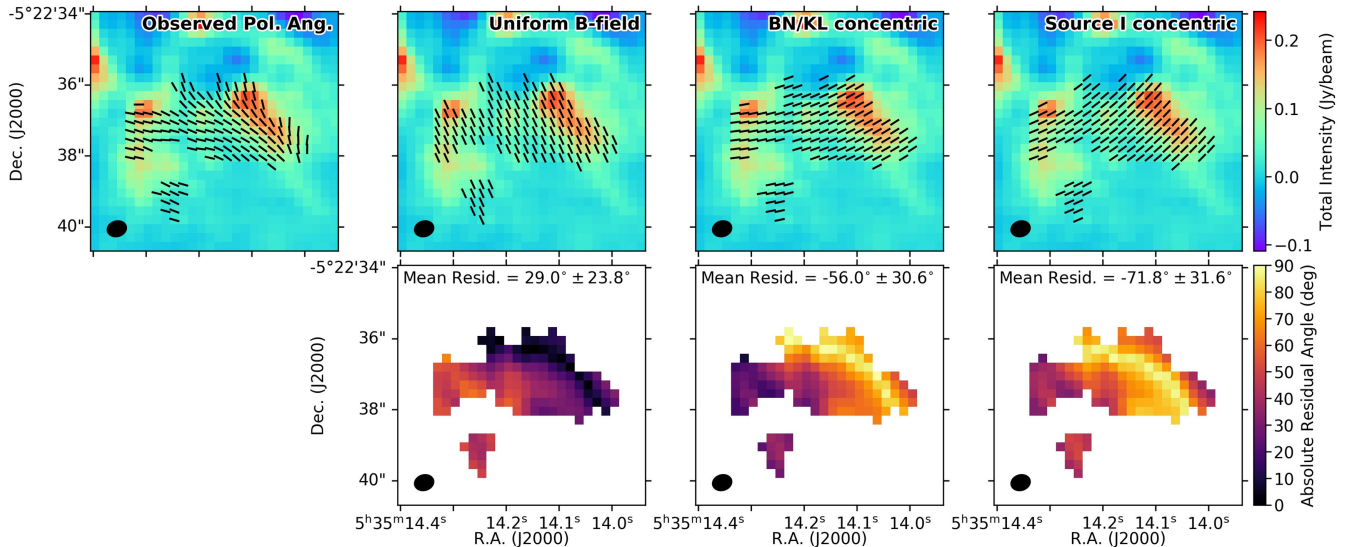 Observed Pol. Ang.
Uniform B-field
BN/KL concentric
Source I concentric
-5°22'34"
36"
38"
40"
Dec. (J2000)
0.2
0.1
0.0
−0.1
Total Intensity (Jy/beam)
Mean Resid. = 29.0° ± 23.8°
Mean Resid. = -56.0° ± 30.6°
Mean Resid. = -71.8° ± 31.6°
-5°22'34"
36"
38"
40"
Dec. (J2000)
90
80
70
60
50
40
30
20
10
0
Absolute Residual Angle (deg)
5ʰ35ᵐ14.4ˢ 14.2ˢ 14.1ˢ 14.0ˢ
R.A. (J2000)
5ʰ35ᵐ14.4ˢ 14.2ˢ 14.1ˢ 14.0ˢ
R.A. (J2000)
5ʰ35ᵐ14.4ˢ 14.2ˢ 14.1ˢ 14.0ˢ
R.A. (J2000)